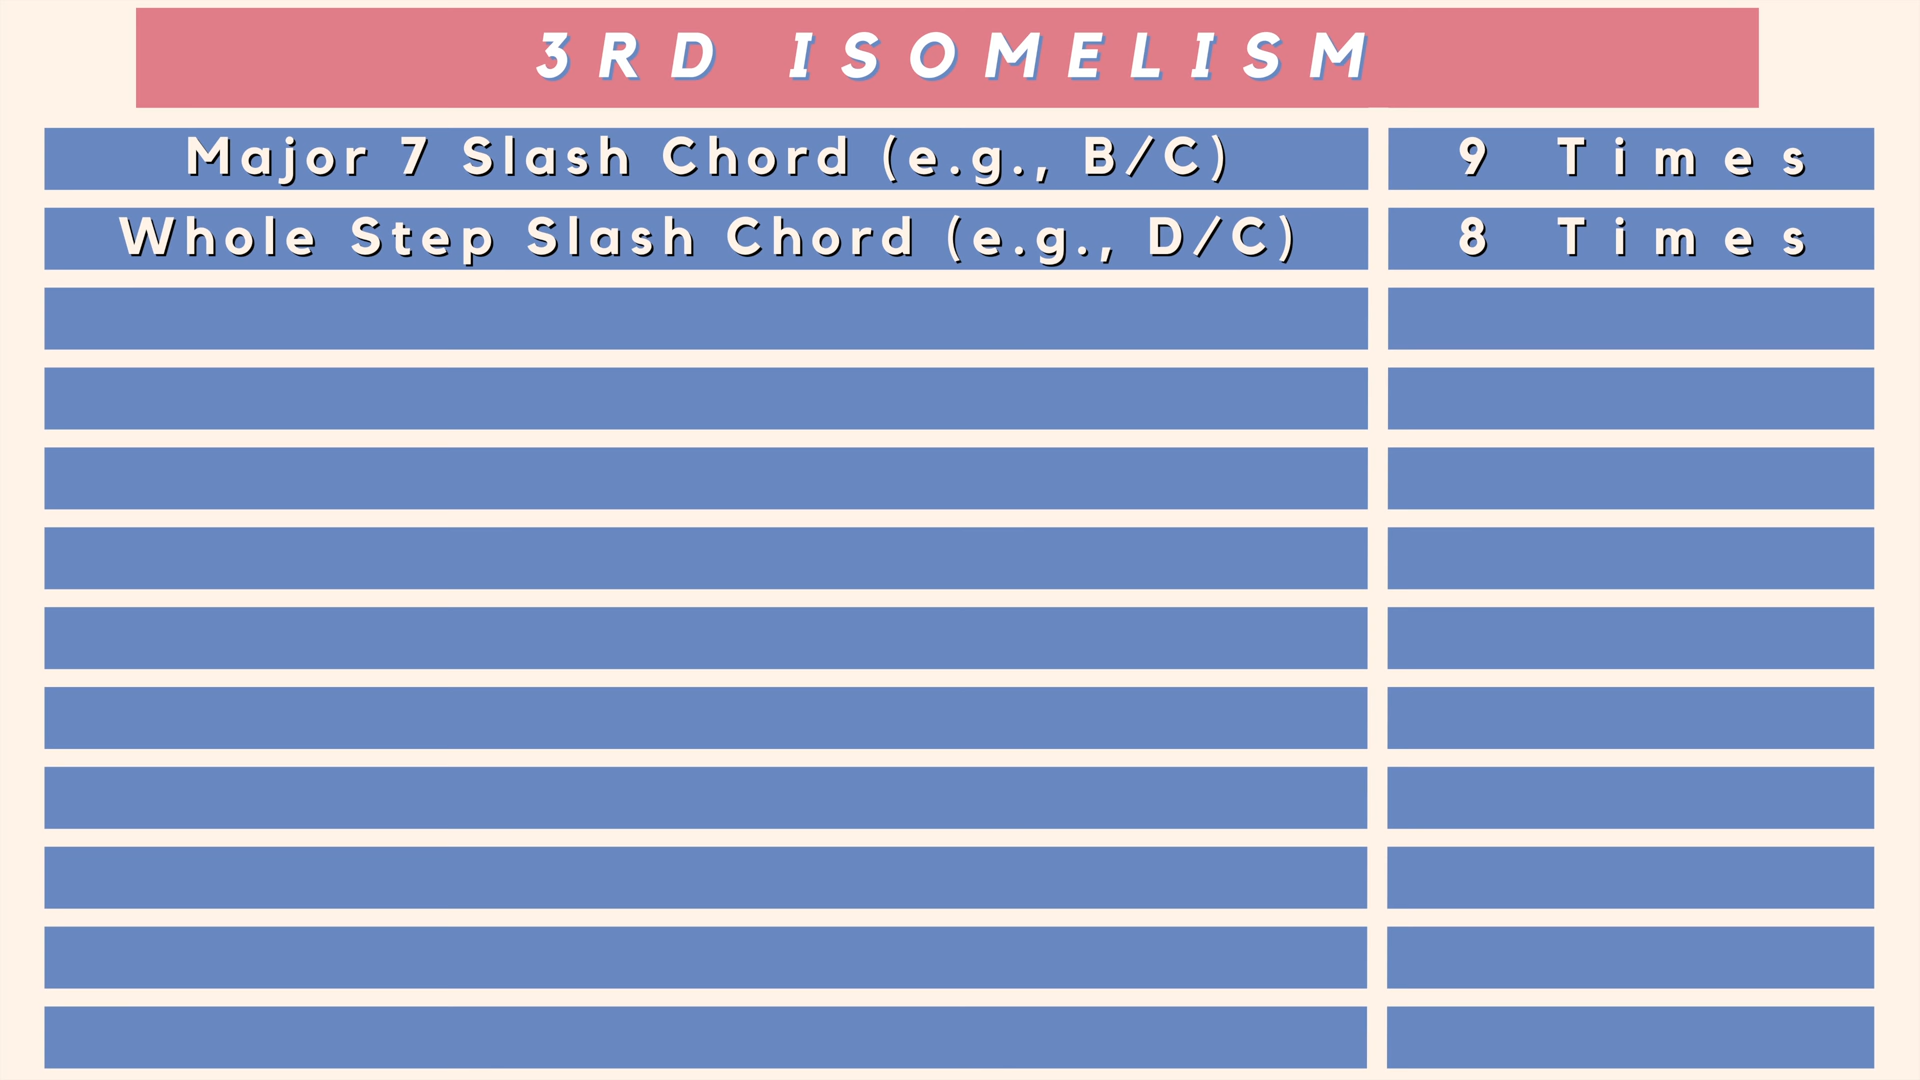 3RD ISOMELISM
Major 7 Slash Chord (e.g., B/C) 9 Times
Whole Step Slash Chord (e.g., D/C) 8 Times